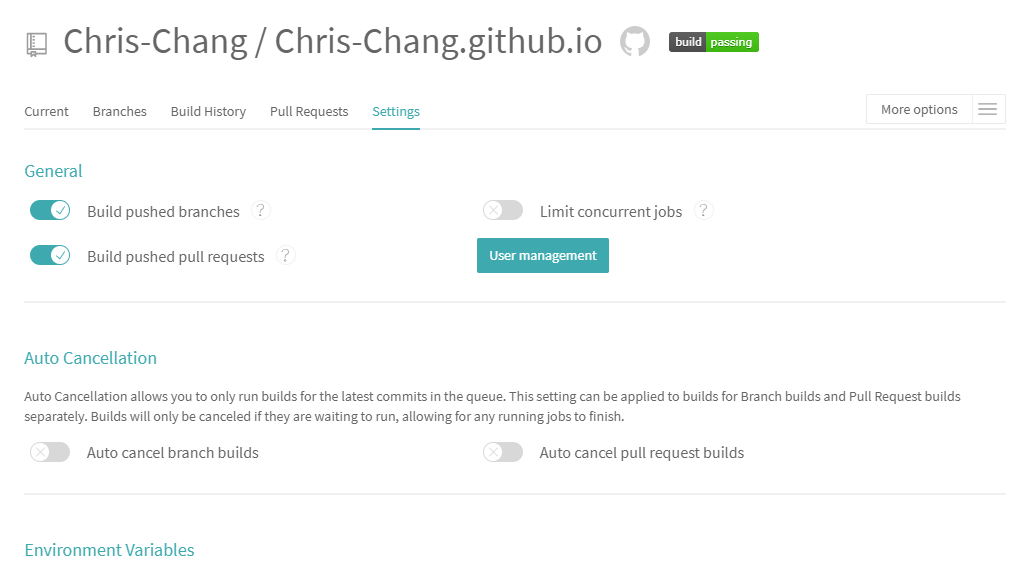 Chris-Chang / Chris-Chang.github.io build passing
Current Branches Build History Pull Requests Settings More options
General
Build pushed branches ? Limit concurrent jobs ?
Build pushed pull requests ? User management
Auto Cancellation
Auto Cancellation allows you to only run builds for the latest commits in the queue. This setting can be applied to builds for Branch builds and Pull Request builds
separately. Builds will only be canceled if they are waiting to run, allowing for any running jobs to finish.
Auto cancel branch builds Auto cancel pull request builds
Environment Variables